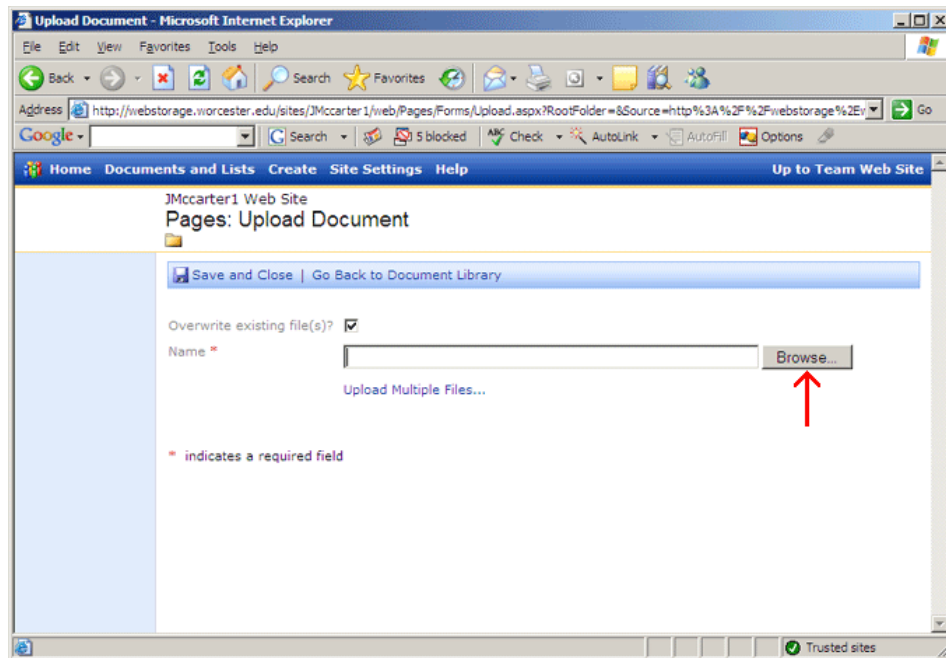 Upload Document - Microsoft Internet Explorer
File Edit View Favorites Tools Help
Back Search Favorites
Address http://webstorage.worcester.edu/sites/JMccarter1/web/Pages/Forms/Upload.aspx?RootFolder=&Source=http%3A%2F%2Fwebstorage%2Ew Go
Google Search 5 blocked ABC Check AutoLink AutoFill Options
Home Documents and Lists Create Site Settings Help Up to Team Web Site
JMccarter1 Web Site
Pages: Upload Document
Save and Close | Go Back to Document Library
Overwrite existing file(s)?
Name * Browse...
Upload Multiple Files...
* indicates a required field
Trusted sites